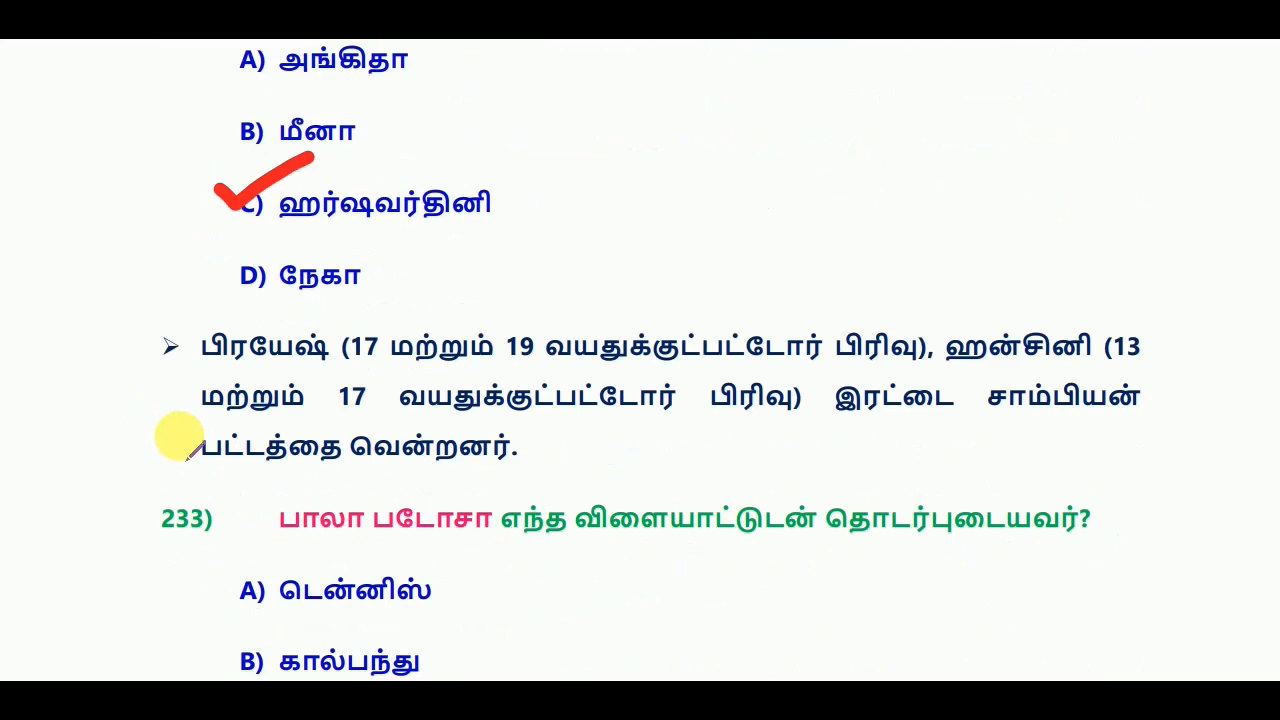 A) அங்கிதா
B) மீனா
C) ஹர்ஷவர்தினி
D) நேகா
➢ பிரயேஷ் (17 மற்றும் 19 வயதுக்குட்பட்டோர் பிரிவு), ஹன்சினி (13
மற்றும் 17 வயதுக்குட்பட்டோர் பிரிவு) இரட்டை சாம்பியன்
பட்டத்தை வென்றனர்.
233) பாலா படோசா எந்த விளையாட்டுடன் தொடர்புடையவர்?
A) டென்னிஸ்
B) கால்பந்து